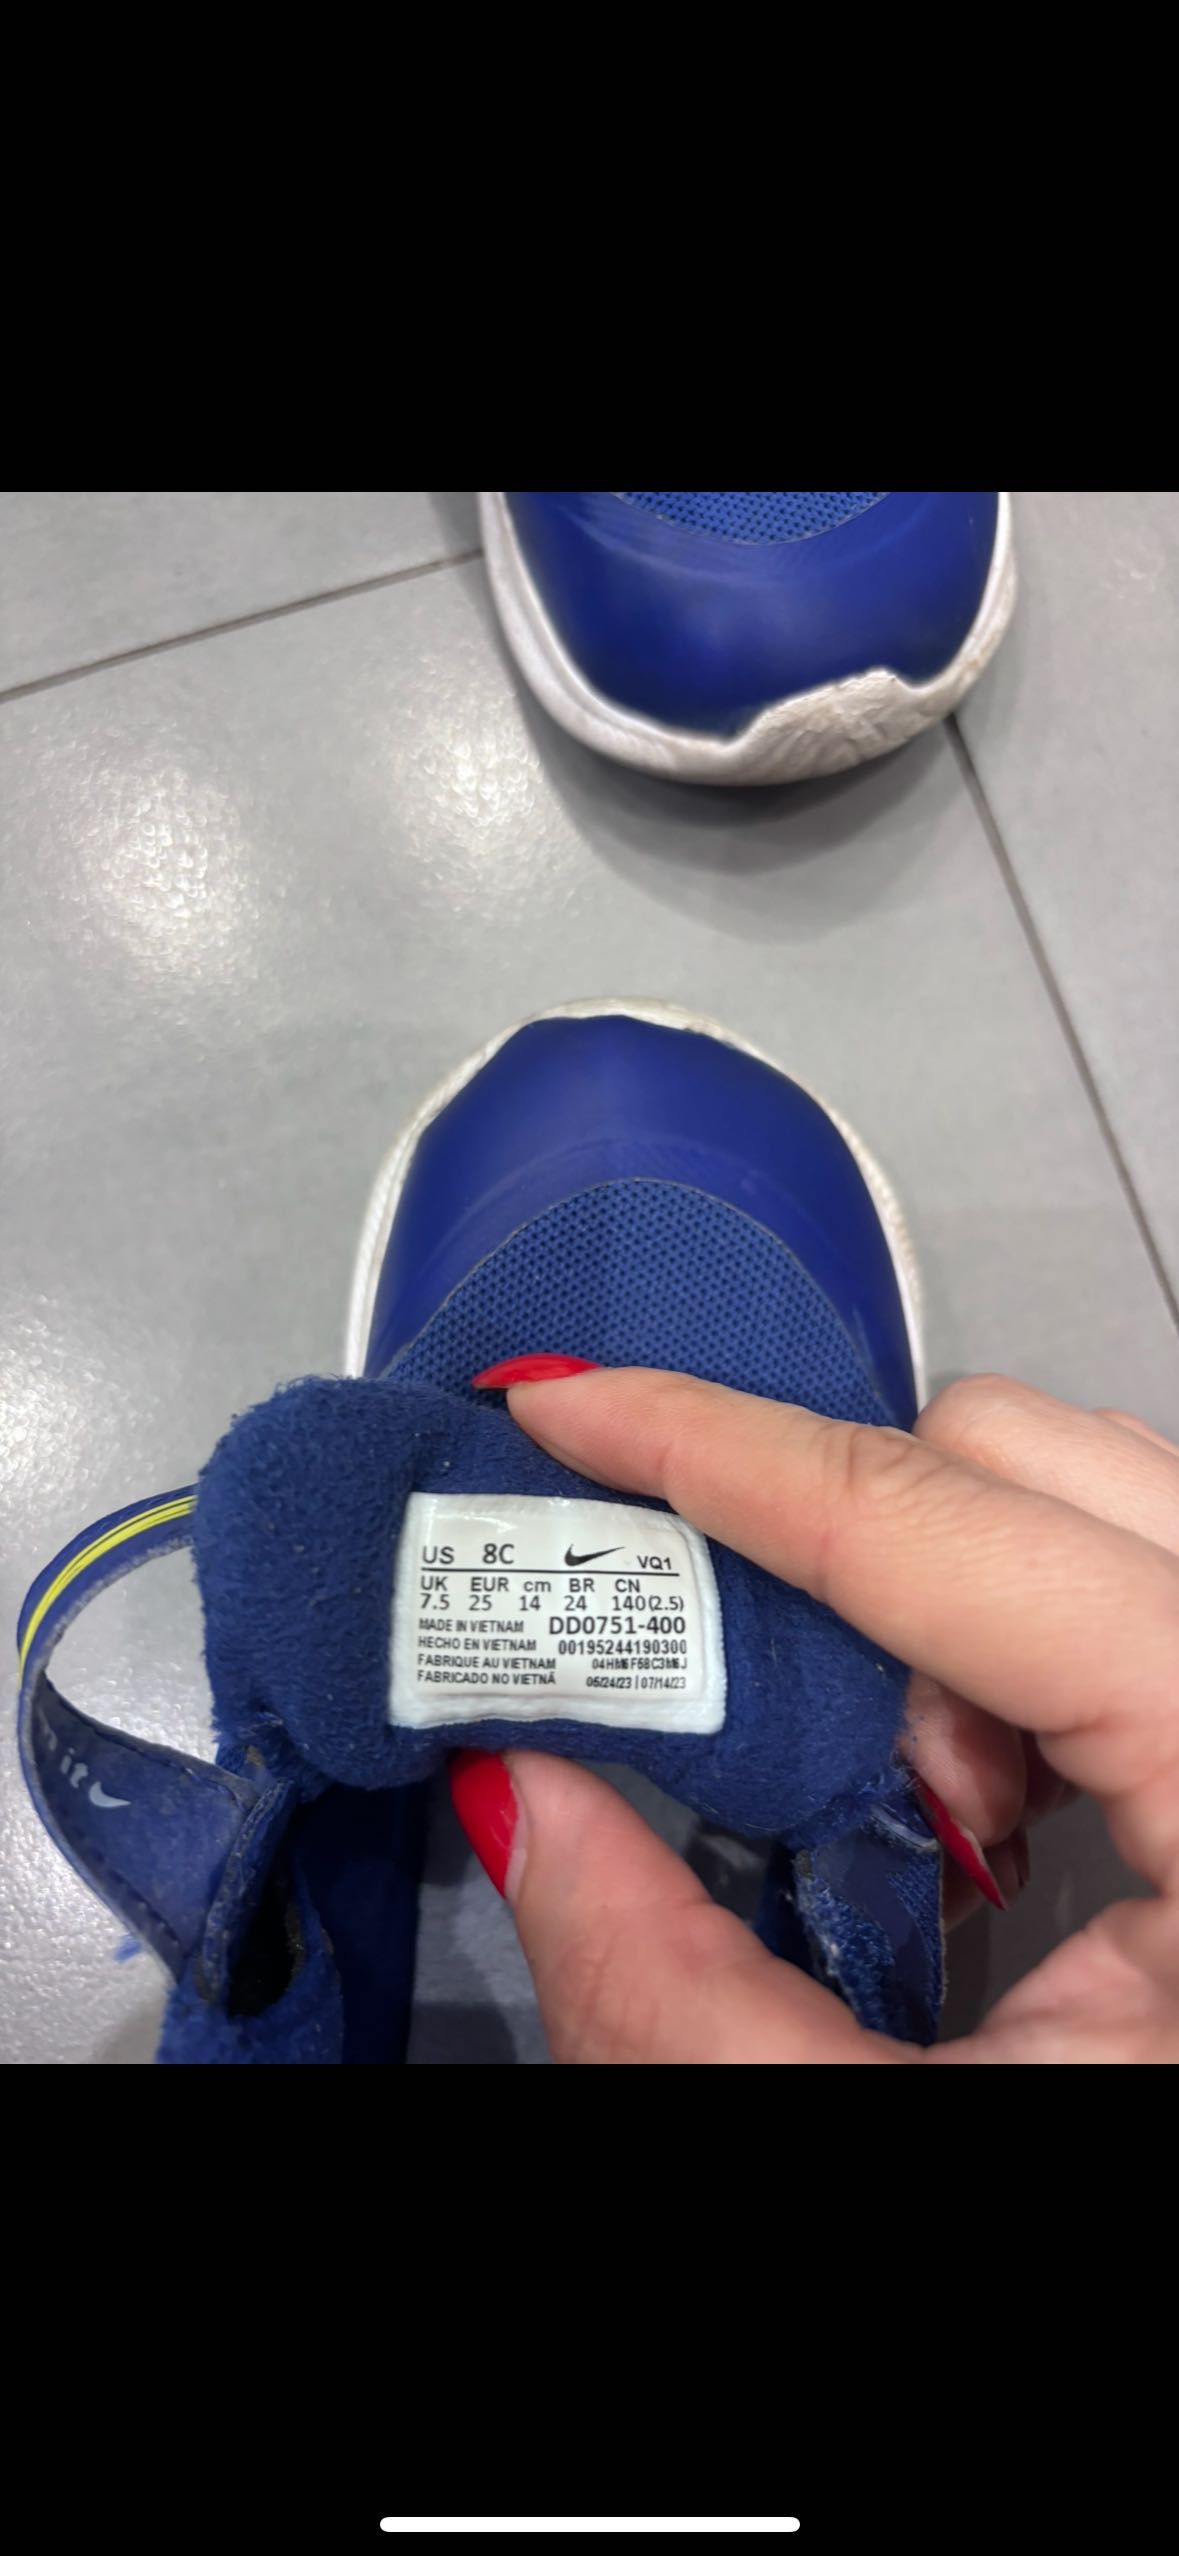 US 8C VQ1
UK EUR cm BR CN
7.5 25 14 24 140(2.5)
MADE IN VIETNAM DD0751-400
HECHO EN VIETNAM 00195244190300
FABRIQUE AU VIETNAM
FABRICADO NO VIETNÃ 05/24/23 | 07/14/23
it